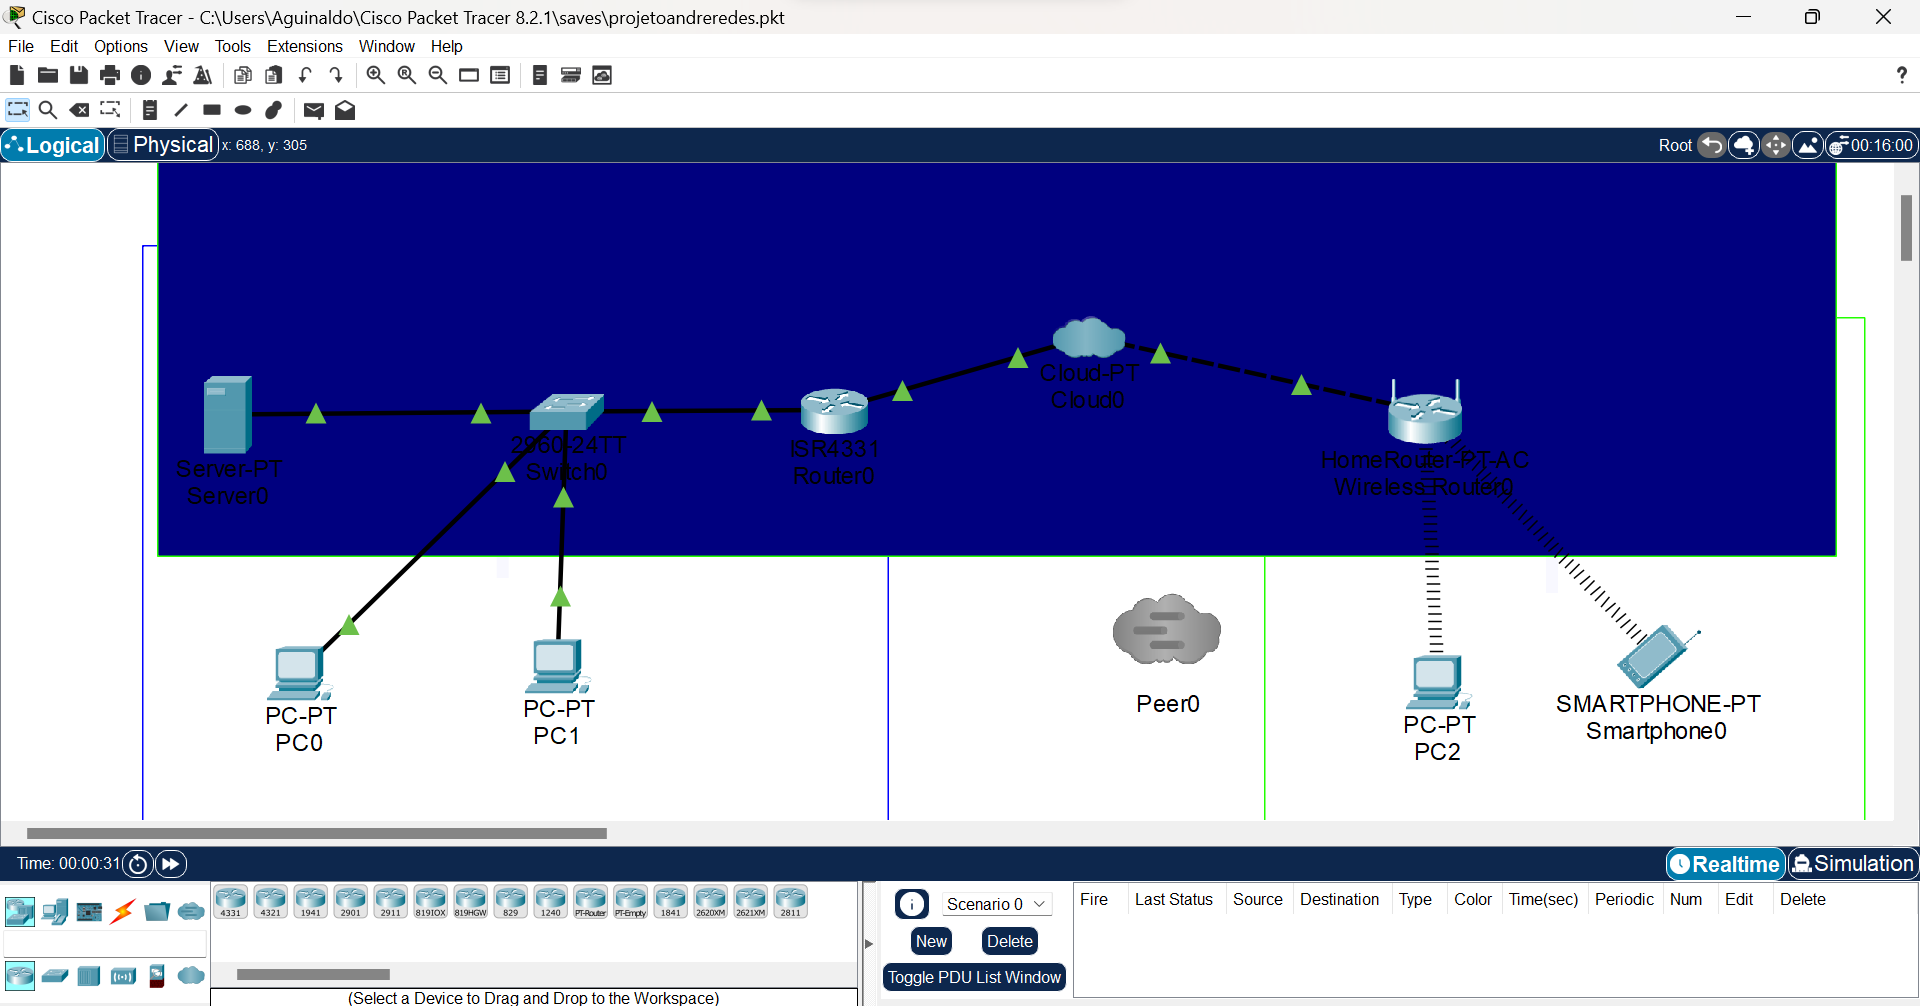 Cisco Packet Tracer - C:\Users\Aguinaldo\Cisco Packet Tracer 8.2.1\saves\projetoandreredes.pkt
File Edit Options View Tools Extensions Window Help
?
Logical Physical x: 688, y: 305 Root 00:16:00
Cloud-PT
Cloud0
2960-24TT
Switch0
ISR4331
Router0
Server-PT
Server0
HomeRouter-PT-AC
Wireless Router0
Peer0
PC-PT
PC0
PC-PT
PC1
PC-PT
PC2
SMARTPHONE-PT
Smartphone0
Time: 00:00:31 Realtime Simulation
4331 4321 1941 2901 2911 819IOX 819HGW 829 1240 PT-Router PT-Empty 1841 2620XM 2621XM 2811
Scenario 0
New Delete
Toggle PDU List Window
Fire Last Status Source Destination Type Color Time(sec) Periodic Num Edit Delete
(Select a Device to Drag and Drop to the Workspace)